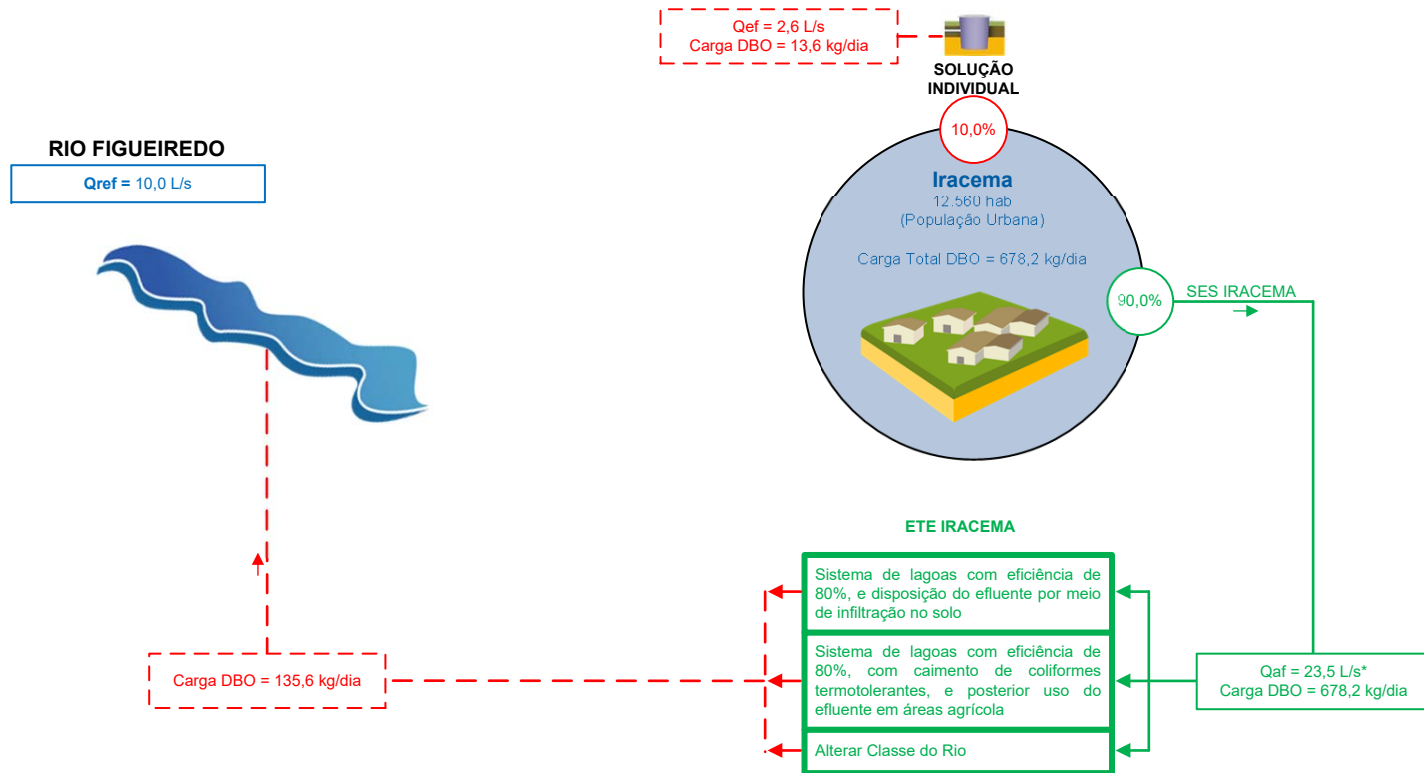 Qef = 2,6 L/s
Carga DBO = 13,6 kg/dia
SOLUÇÃO
INDIVIDUAL
10,0%
RIO FIGUEIREDO
Qref = 10,0 L/s
Iracema
12.560 hab
(População Urbana)
Carga Total DBO = 678,2 kg/dia
90,0%
SES IRACEMA
ETE IRACEMA
Sistema de lagoas com eficiência de
80%, e disposição do efluente por meio
de infiltração no solo
Sistema de lagoas com eficiência de
80%, com caimento de coliformes
termotolerantes, e posterior uso do
efluente em áreas agrícola
Alterar Classe do Rio
Carga DBO = 135,6 kg/dia
Qaf = 23,5 L/s*
Carga DBO = 678,2 kg/dia